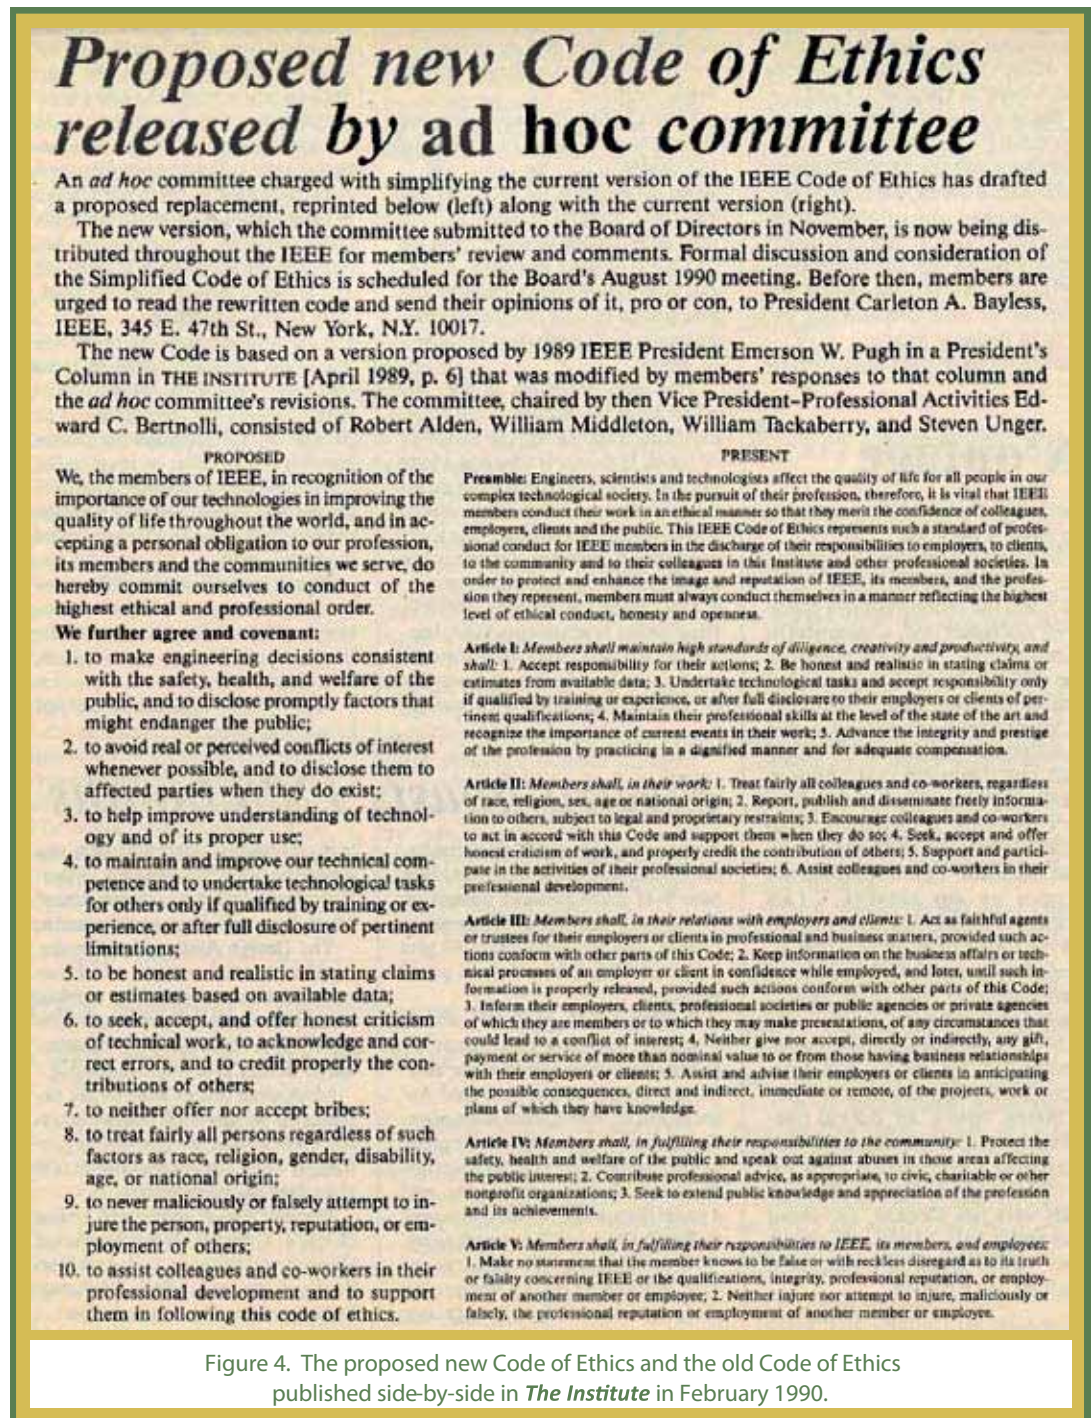 Proposed new Code of Ethics
released by ad hoc committee
An ad hoc committee charged with simplifying the current version of the IEEE Code of Ethics has drafted
a proposed replacement, reprinted below (left) along with the current version (right).
The new version, which the committee submitted to the Board of Directors in November, is now being dis-
tributed throughout the IEEE for members' review and comments. Formal discussion and consideration of
the Simplified Code of Ethics is scheduled for the Board's August 1990 meeting. Before then, members are
urged to read the rewritten code and send their opinions of it, pro or con, to President Carleton A. Bayless,
IEEE, 345 E. 47th St., New York, N.Y. 10017.
The new Code is based on a version proposed by 1989 IEEE President Emerson W. Pugh in a President's
Column in THE INSTITUTE [April 1989, p. 6] that was modified by members' responses to that column and
the ad hoc committee's revisions. The committee, chaired by then Vice President–Professional Activities Ed-
ward C. Bertnolli, consisted of Robert Alden, William Middleton, William Tackaberry, and Steven Unger.
PROPOSED
We, the members of IEEE, in recognition of the
importance of our technologies in improving the
quality of life throughout the world, and in ac-
cepting a personal obligation to our profession,
its members and the communities we serve, do
hereby commit ourselves to conduct of the
highest ethical and professional order.
We further agree and covenant:
1. to make engineering decisions consistent
with the safety, health, and welfare of the
public, and to disclose promptly factors that
might endanger the public;
2. to avoid real or perceived conflicts of interest
whenever possible, and to disclose them to
affected parties when they do exist;
3. to help improve understanding of technol-
ogy and of its proper use;
4. to maintain and improve our technical com-
petence and to undertake technological tasks
for others only if qualified by training or ex-
perience, or after full disclosure of pertinent
limitations;
5. to be honest and realistic in stating claims
or estimates based on available data;
6. to seek, accept, and offer honest criticism
of technical work, to acknowledge and cor-
rect errors, and to credit properly the con-
tributions of others;
7. to neither offer nor accept bribes;
8. to treat fairly all persons regardless of such
factors as race, religion, gender, disability,
age, or national origin;
9. to never maliciously or falsely attempt to in-
jure the person, property, reputation, or em-
ployment of others;
10. to assist colleagues and co-workers in their
professional development and to support
them in following this code of ethics.
PRESENT
Preamble: Engineers, scientists and technologists affect the quality of life for all people in our
complex technological society. In the pursuit of their profession, therefore, it is vital that IEEE
members conduct their work in an ethical manner so that they merit the confidence of colleagues,
employers, clients and the public. This IEEE Code of Ethics represents such a standard of profes-
sional conduct for IEEE members in the discharge of their responsibilities to employers, to clients,
to the community and to their colleagues in this Institute and other professional societies. In
order to protect and enhance the image and reputation of IEEE, its members, and the profes-
sion they represent, members must always conduct themselves in a manner reflecting the highest
level of ethical conduct, honesty and openness.
Article I: Members shall maintain high standards of diligence, creativity and productivity, and
shall: 1. Accept responsibility for their actions; 2. Be honest and realistic in stating claims or
estimates from available data; 3. Undertake technological tasks and accept responsibility only
if qualified by training or experience, or after full disclosure to their employers or clients of per-
tinent qualifications; 4. Maintain their professional skills at the level of the state of the art and
recognize the importance of current events in their work; 5. Advance the integrity and prestige
of the profession by practicing in a dignified manner and for adequate compensation.
Article II: Members shall, in their work: 1. Treat fairly all colleagues and co-workers, regardless
of race, religion, sex, age or national origin; 2. Report, publish and disseminate freely informa-
tion to others, subject to legal and proprietary restraints; 3. Encourage colleagues and co-workers
to act in accord with this Code and support them when they do so; 4. Seek, accept and offer
honest criticism of work, and properly credit the contribution of others; 5. Support and partici-
pate in the activities of their professional societies; 6. Assist colleagues and co-workers in their
professional development.
Article III: Members shall, in their relations with employers and clients: 1. Act as faithful agents
or trustees for their employers or clients in professional and business matters, provided such ac-
tions conform with other parts of this Code; 2. Keep information on the business affairs or tech-
nical processes of an employer or client in confidence while employed, and later, until such in-
formation is properly released, provided such actions conform with other parts of this Code;
3. Inform their employers, clients, professional societies or public agencies or private agencies
of which they are members or to which they may make presentations, of any circumstances that
could lead to a conflict of interest; 4. Neither give nor accept, directly or indirectly, any gift,
payment or service of more than nominal value to or from those having business relationships
with their employers or clients; 5. Assist and advise their employers or clients in anticipating
the possible consequences, direct and indirect, immediate or remote, of the projects, work or
plans of which they have knowledge.
Article IV: Members shall, in fulfilling their responsibilities to the community: 1. Protect the
safety, health and welfare of the public and speak out against abuses in those areas affecting
the public interest; 2. Contribute professional advice, as appropriate, to civic, charitable or other
nonprofit organizations; 3. Seek to extend public knowledge and appreciation of the profession
and its achievements.
Article V: Members shall, in fulfilling their responsibilities to IEEE, its members, and employees:
1. Make no statement that the member knows to be false or with reckless disregard as to its truth
or falsity concerning IEEE or the qualifications, integrity, professional reputation, or employ-
ment of another member or employee; 2. Neither injure nor attempt to injure, maliciously or
falsely, the professional reputation or employment of another member or employee.
Figure 4. The proposed new Code of Ethics and the old Code of Ethics
published side-by-side in The Institute in February 1990.